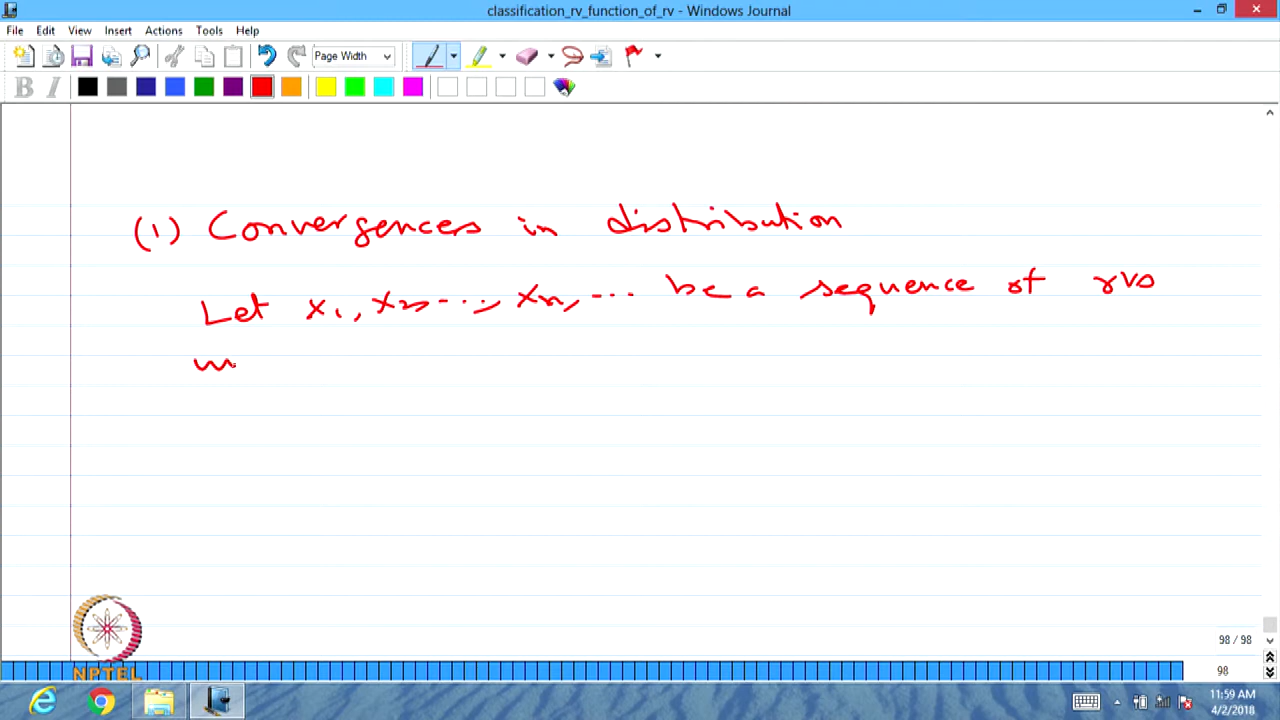 classification_rv_function_of_rv - Windows Journal
File Edit View Insert Actions Tools Help
Page Width
B I
(1) Convergences in distribution
Let X1, X2, ..., Xn, ... be a sequence of rvs
98 / 98
NPTEL
98
11:59 AM
4/2/2018